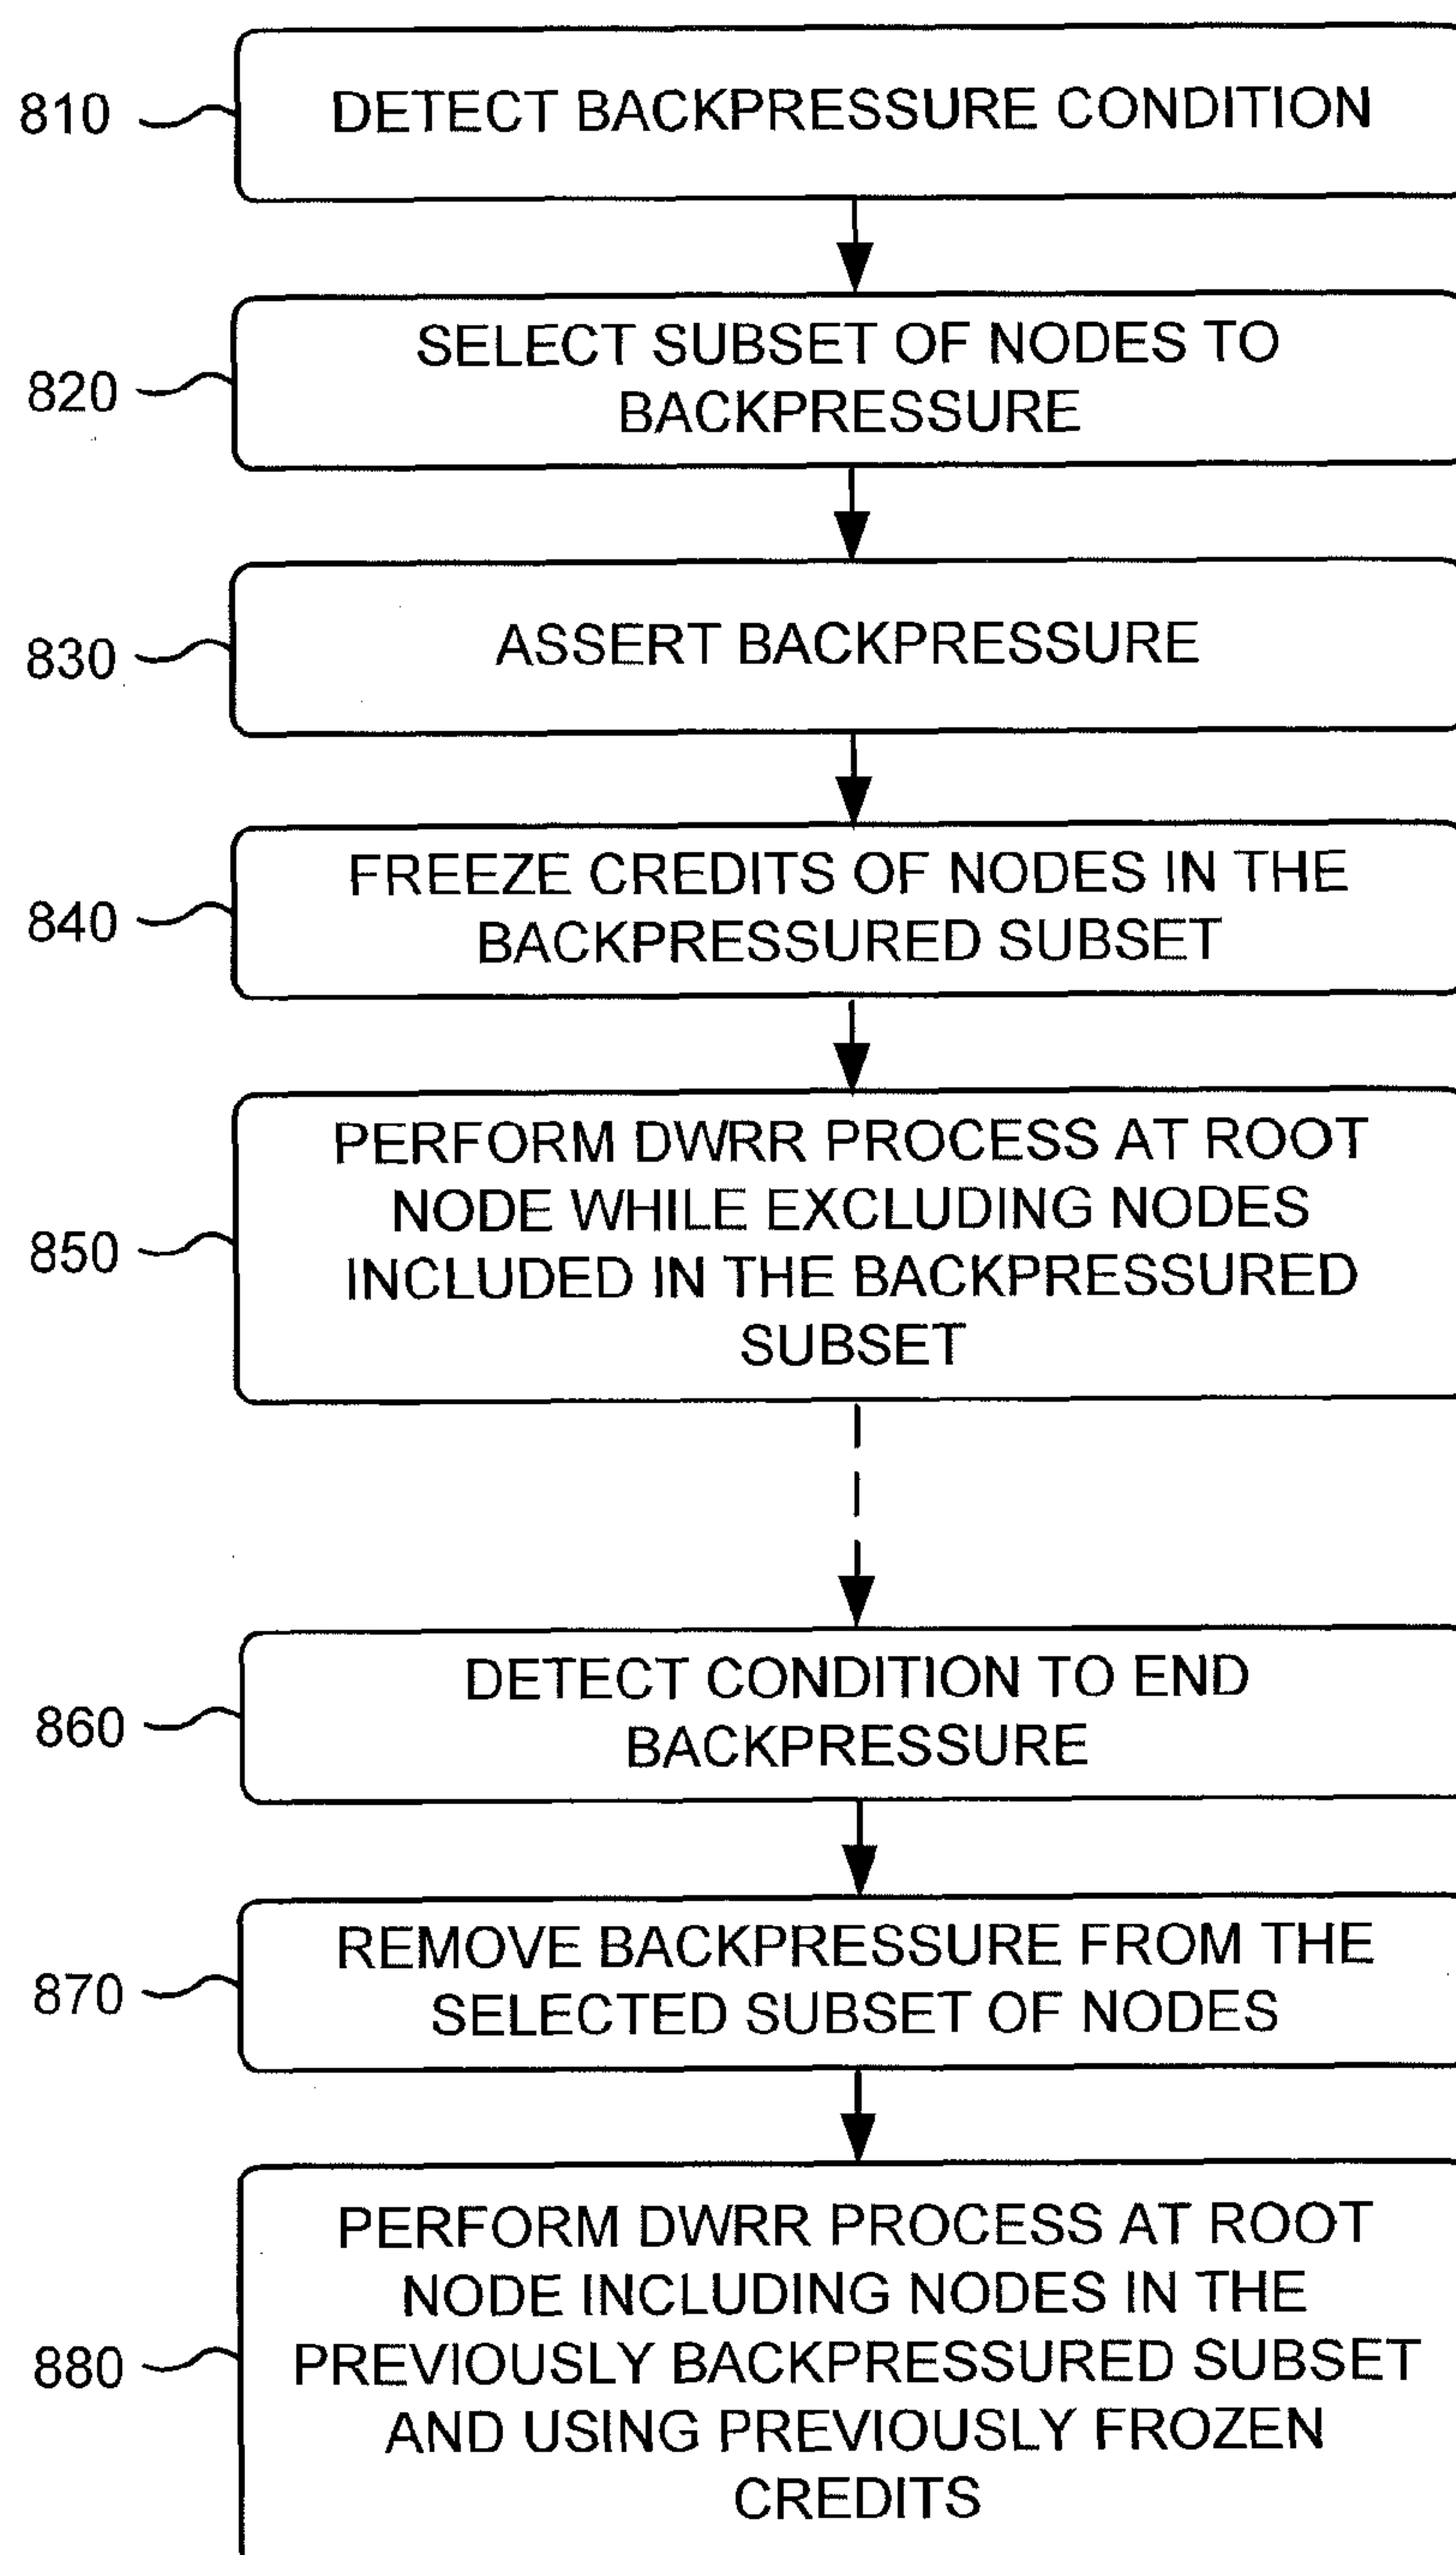 810
DETECT BACKPRESSURE CONDITION
820
SELECT SUBSET OF NODES TO
BACKPRESSURE
830
ASSERT BACKPRESSURE
840
FREEZE CREDITS OF NODES IN THE
BACKPRESSURED SUBSET
850
PERFORM DWRR PROCESS AT ROOT
NODE WHILE EXCLUDING NODES
INCLUDED IN THE BACKPRESSURED
SUBSET
860
DETECT CONDITION TO END
BACKPRESSURE
870
REMOVE BACKPRESSURE FROM THE
SELECTED SUBSET OF NODES
880
PERFORM DWRR PROCESS AT ROOT
NODE INCLUDING NODES IN THE
PREVIOUSLY BACKPRESSURED SUBSET
AND USING PREVIOUSLY FROZEN
CREDITS